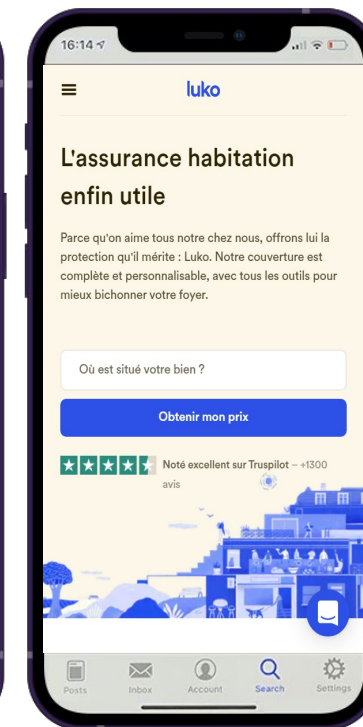 16:14
luko
L'assurance habitation
enfin utile
Parce qu'on aime tous notre chez nous, offrons lui la
protection qu'il mérite : Luko. Notre couverture est
complète et personnalisable, avec tous les outils pour
mieux bichonner votre foyer.
Où est situé votre bien ?
Obtenir mon prix
Noté excellent sur Truspilot – +1300
avis
Posts Inbox Account Search Settings